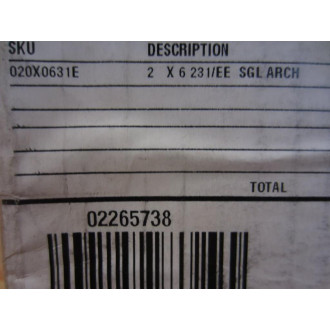 SKU DESCRIPTION
020X0631E 2 X 6 231/EE SGL ARCH
TOTAL
02265738